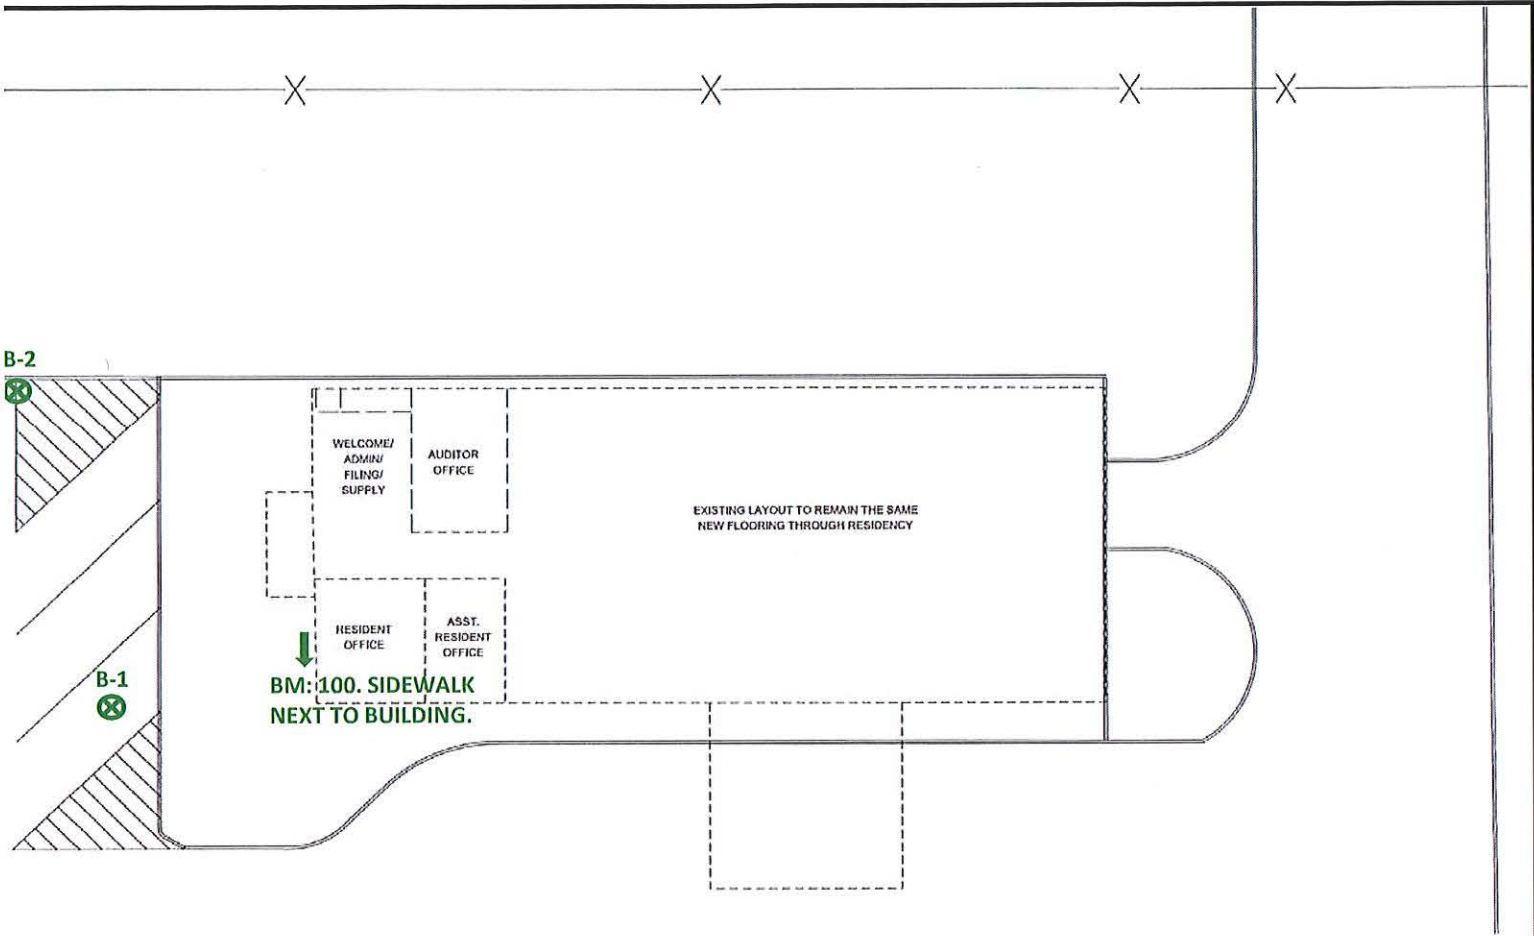 B-2
WELCOME/
ADMIN/
FILING/
SUPPLY
AUDITOR
OFFICE
EXISTING LAYOUT TO REMAIN THE SAME
NEW FLOORING THROUGH RESIDENCY
RESIDENT
OFFICE
ASST.
RESIDENT
OFFICE
B-1
BM: 100. SIDEWALK
NEXT TO BUILDING.